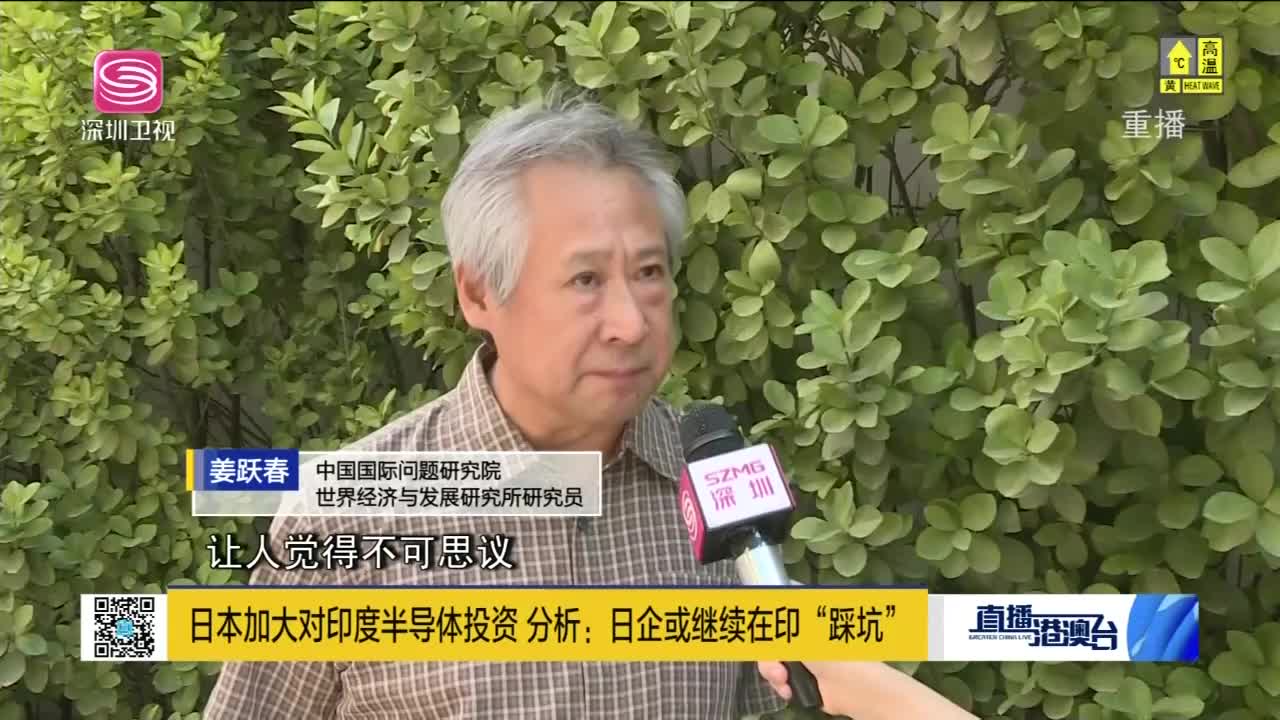 深圳卫视
℃
高温
黄
HEAT WAVE
重播
SZMG
深圳
姜跃春
中国国际问题研究院
世界经济与发展研究所研究员
让人觉得不可思议
日本加大对印度半导体投资 分析：日企或继续在印“踩坑”
直播港澳台
GREATER CHINA LIVE